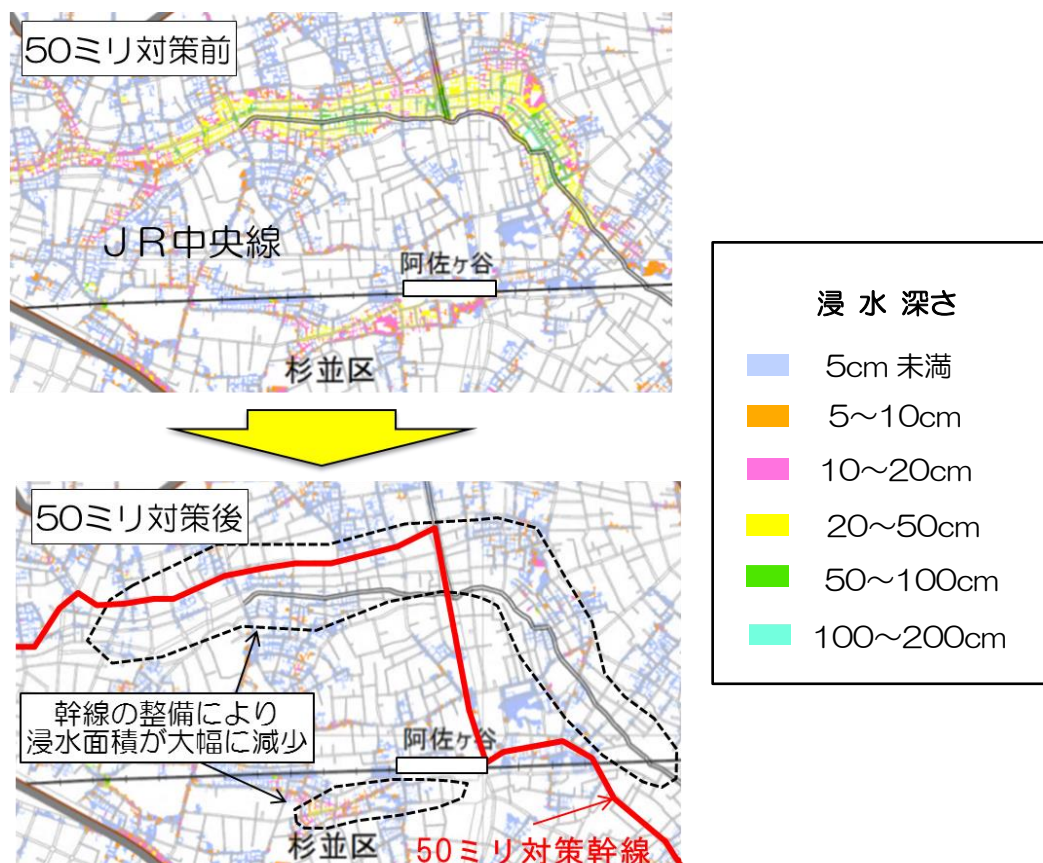 50ミリ対策前
JR中央線
阿佐ヶ谷
杉並区
浸水深さ
5cm 未満
5～10cm
10～20cm
20～50cm
50～100cm
100～200cm
50ミリ対策後
幹線の整備により
浸水面積が大幅に減少
阿佐ヶ谷
杉並区
50ミリ対策幹線